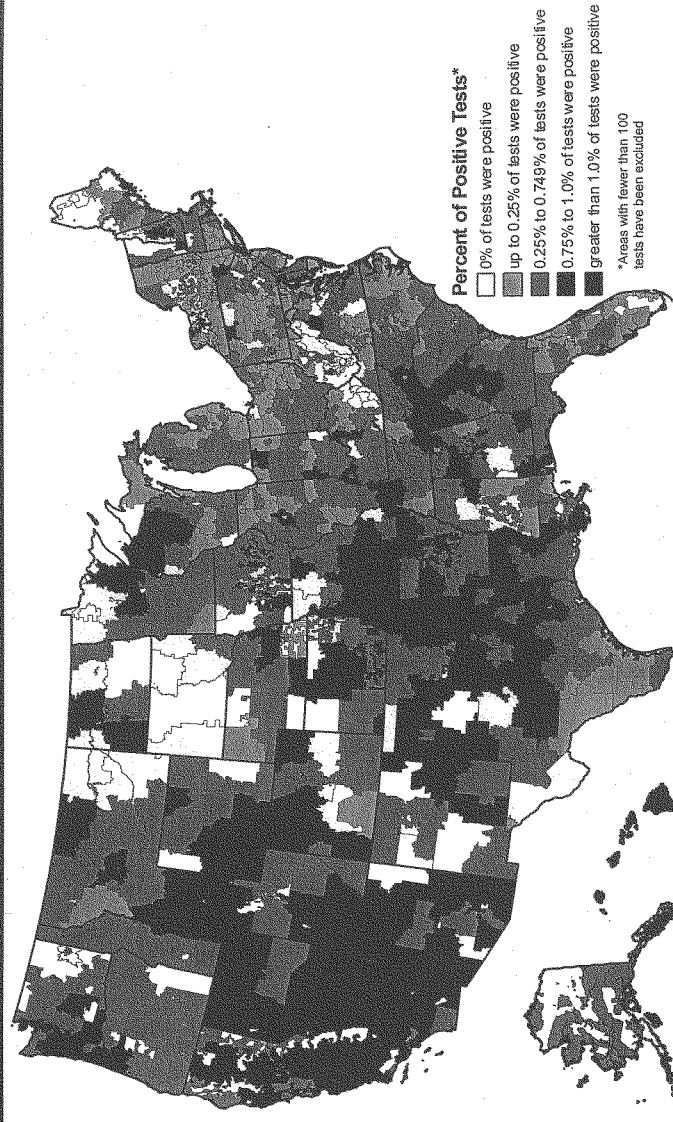 Percent of Positive Tests*
0% of tests were positive
up to 0.25% of tests were positive
0.25% to 0.749% of tests were positive
0.75% to 1.0% of tests were positive
greater than 1.0% of tests were positive
*Areas with fewer than 100
tests have been excluded